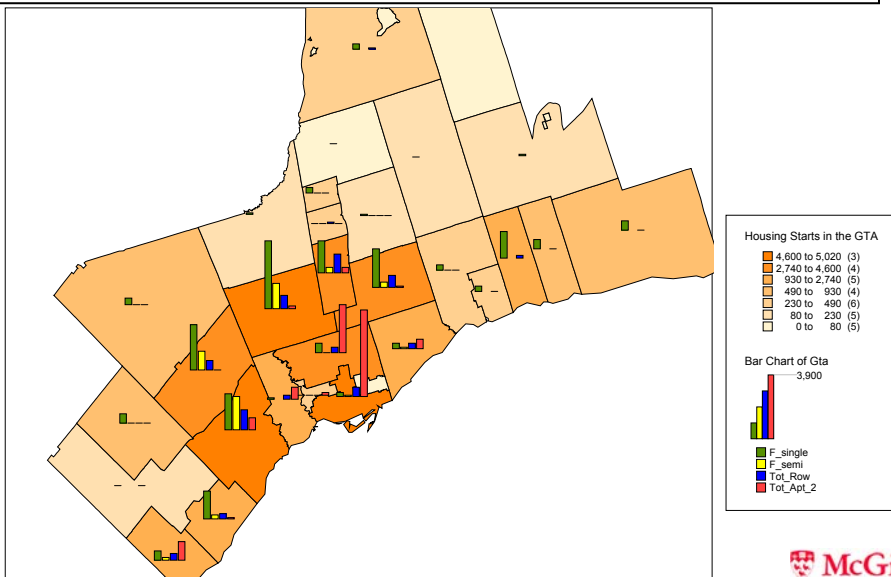 Housing Starts in the GTA
4,600 to 5,020 (3)
2,740 to 4,600 (4)
930 to 2,740 (5)
490 to 930 (4)
230 to 490 (6)
80 to 230 (5)
0 to 80 (5)
Bar Chart of Gta
3,900
F_single
F_semi
Tot_Row
Tot_Apt_2
McG